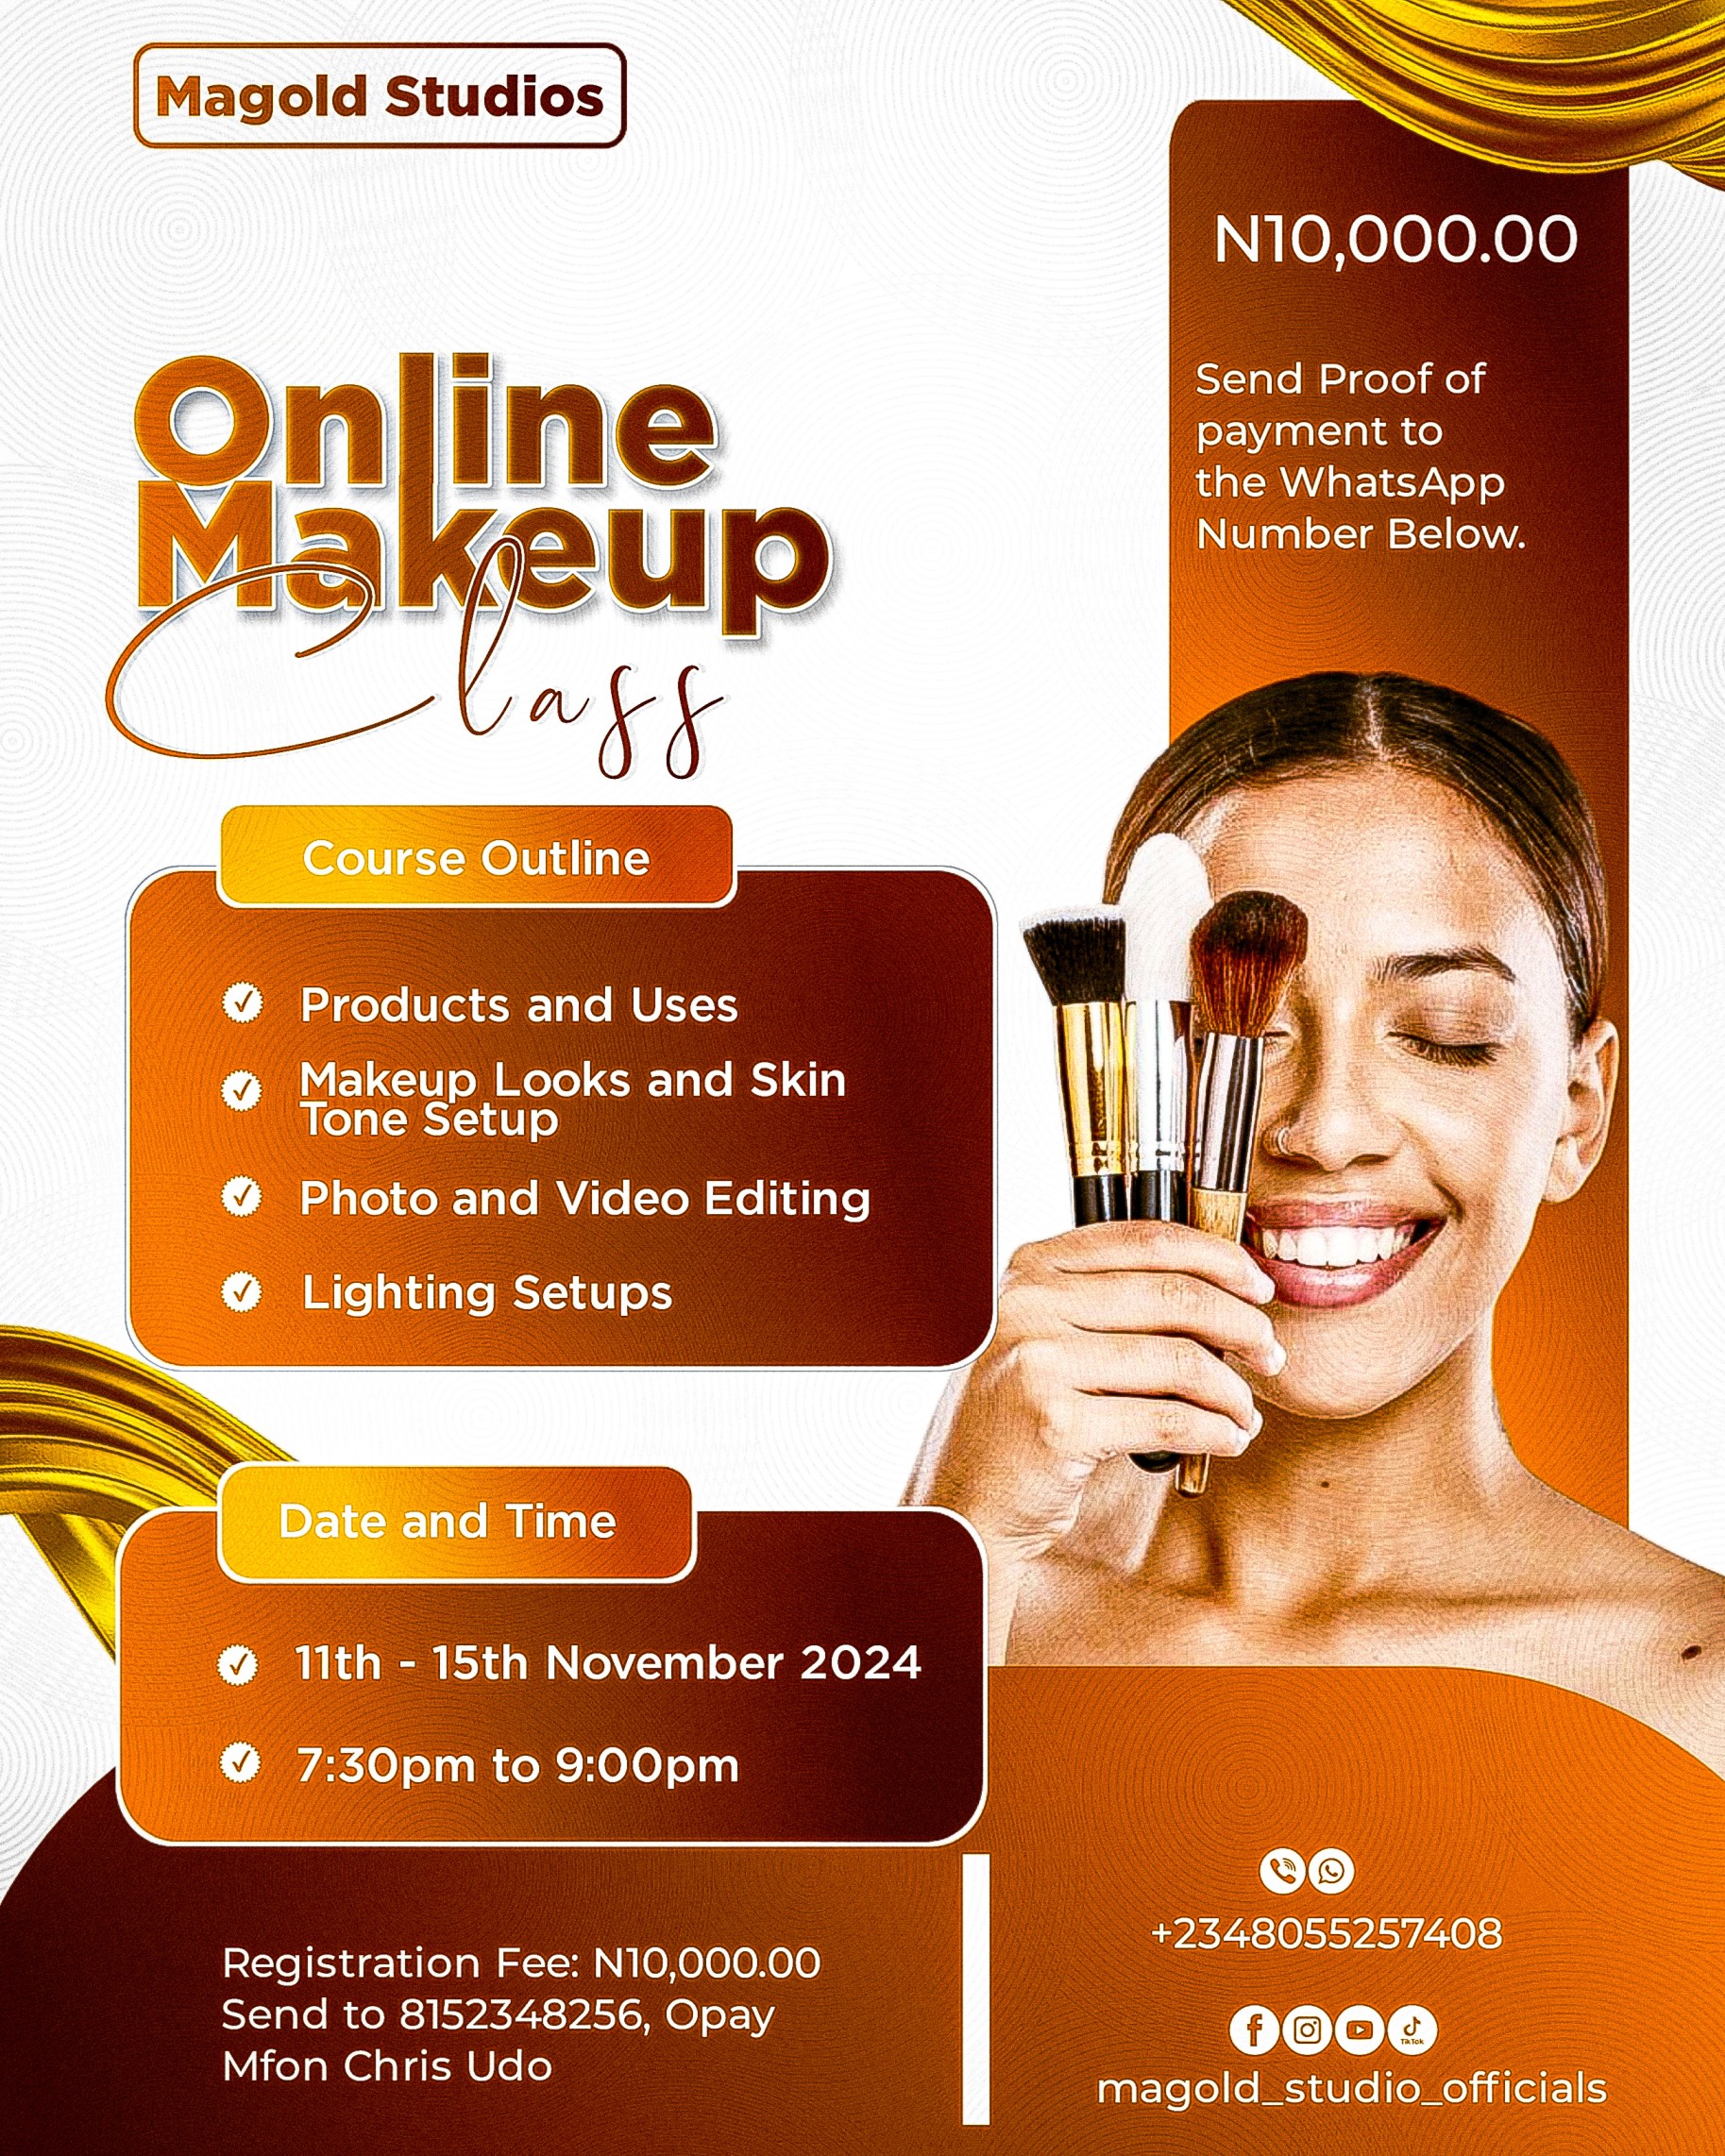 Magold Studios
N10,000.00
Send Proof of
payment to
the WhatsApp
Number Below.
Online
Makeup
Class
Course Outline
Products and Uses
Makeup Looks and Skin
Tone Setup
Photo and Video Editing
Lighting Setups
Date and Time
11th - 15th November 2024
7:30pm to 9:00pm
Registration Fee: N10,000.00
Send to 8152348256, Opay
Mfon Chris Udo
+2348055257408
TikTok
magold_studio_officials